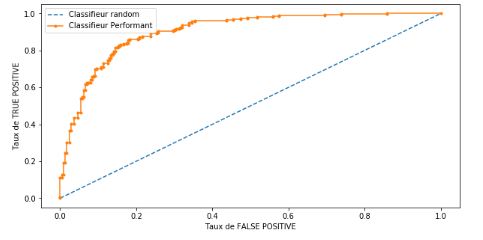 Classifieur random
Classifieur Performant
Taux de TRUE POSITIVE
1.0
0.8
0.6
0.4
0.2
0.0
0.0 0.2 0.4 0.6 0.8 1.0
Taux de FALSE POSITIVE